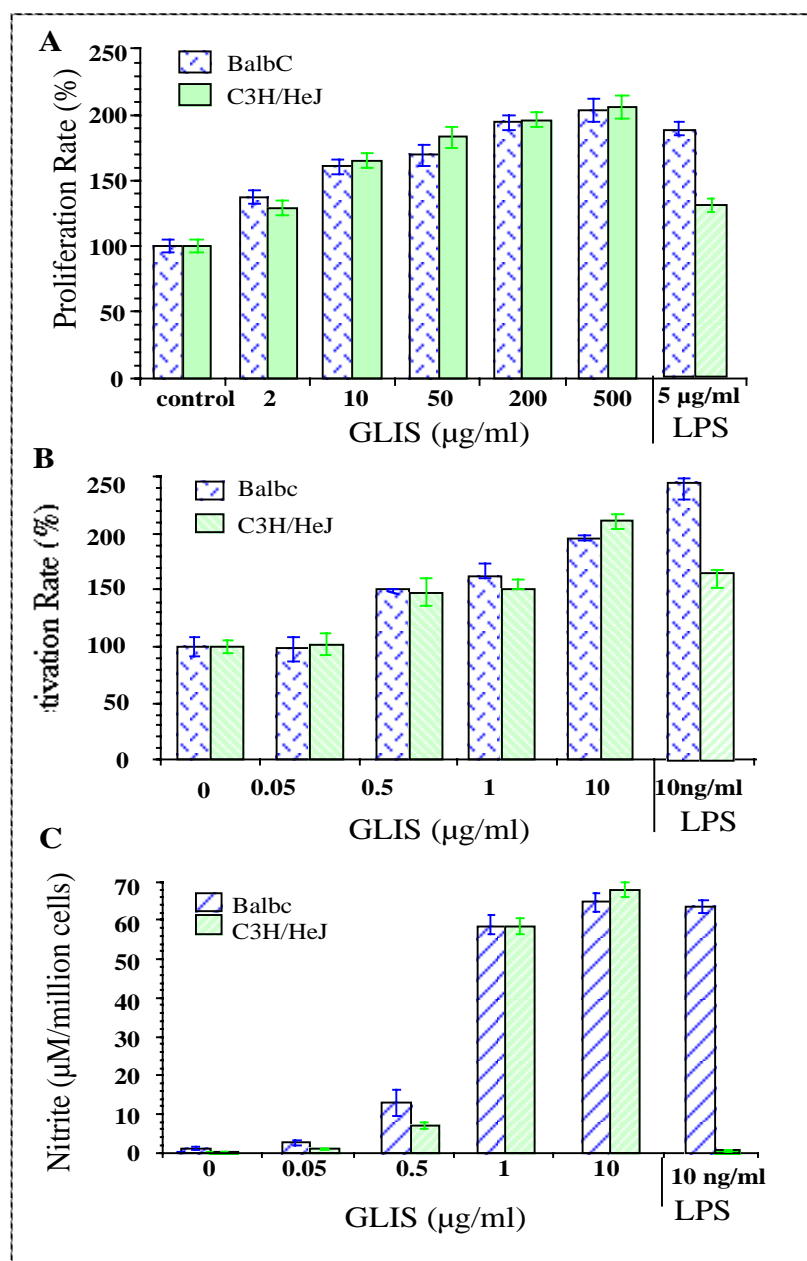 A
250
200
150
100
50
0
Proliferation Rate (%)
BalbC
C3H/HeJ
control 2 10 50 200 500 5 µg/ml
GLIS (µg/ml) LPS
B
250
200
150
100
50
0
tivation Rate (%)
Balbc
C3H/HeJ
0 0.05 0.5 1 10 10ng/ml
GLIS (µg/ml) LPS
C
70
60
50
40
30
20
10
0
Nitrite (µM/million cells)
Balbc
C3H/HeJ
0 0.05 0.5 1 10 10 ng/ml
GLIS (µg/ml) LPS